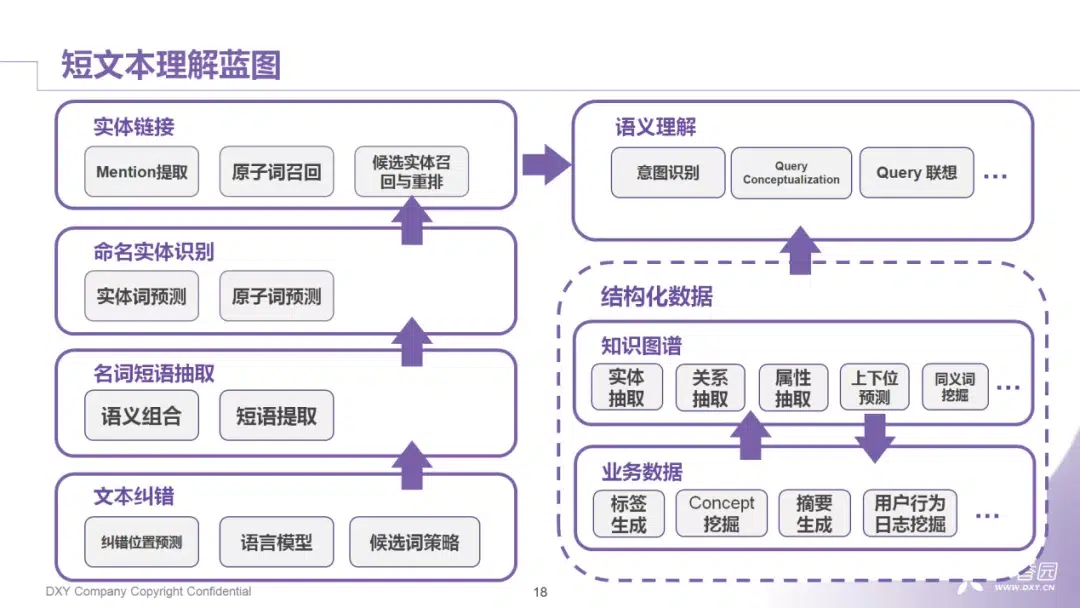 短文本理解蓝图
实体链接
Mention提取
原子词召回
候选实体召
回与重排
命名实体识别
实体词预测
原子词预测
名词短语抽取
语义组合
短语提取
文本纠错
纠错位置预测
语言模型
候选词策略
语义理解
意图识别
Query
Conceptualization
Query 联想
...
结构化数据
知识图谱
实体
抽取
关系
抽取
属性
抽取
上下位
预测
同义词
挖掘
...
业务数据
标签
生成
Concept
挖掘
摘要
生成
用户行为
日志挖掘
...
DXY Company Copyright Confidential
18
园
WWW.DXY.CN